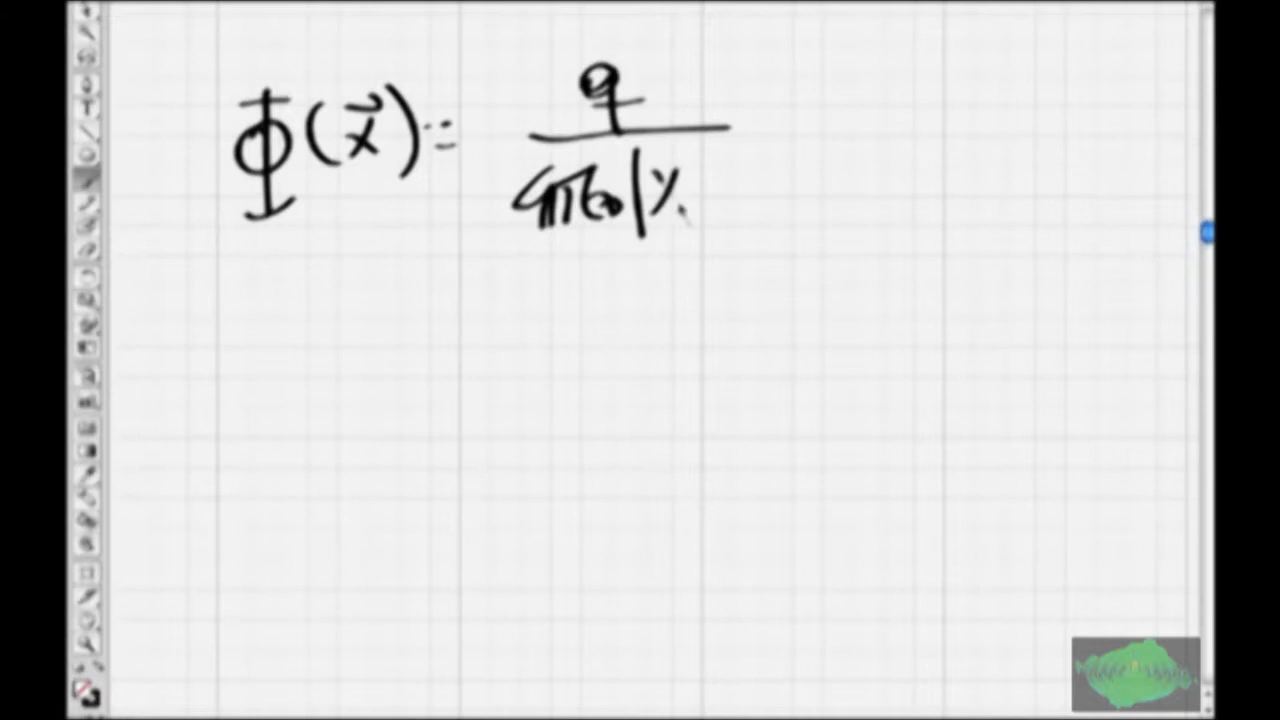 Φ(x⃗) = q / 4πε₀|x